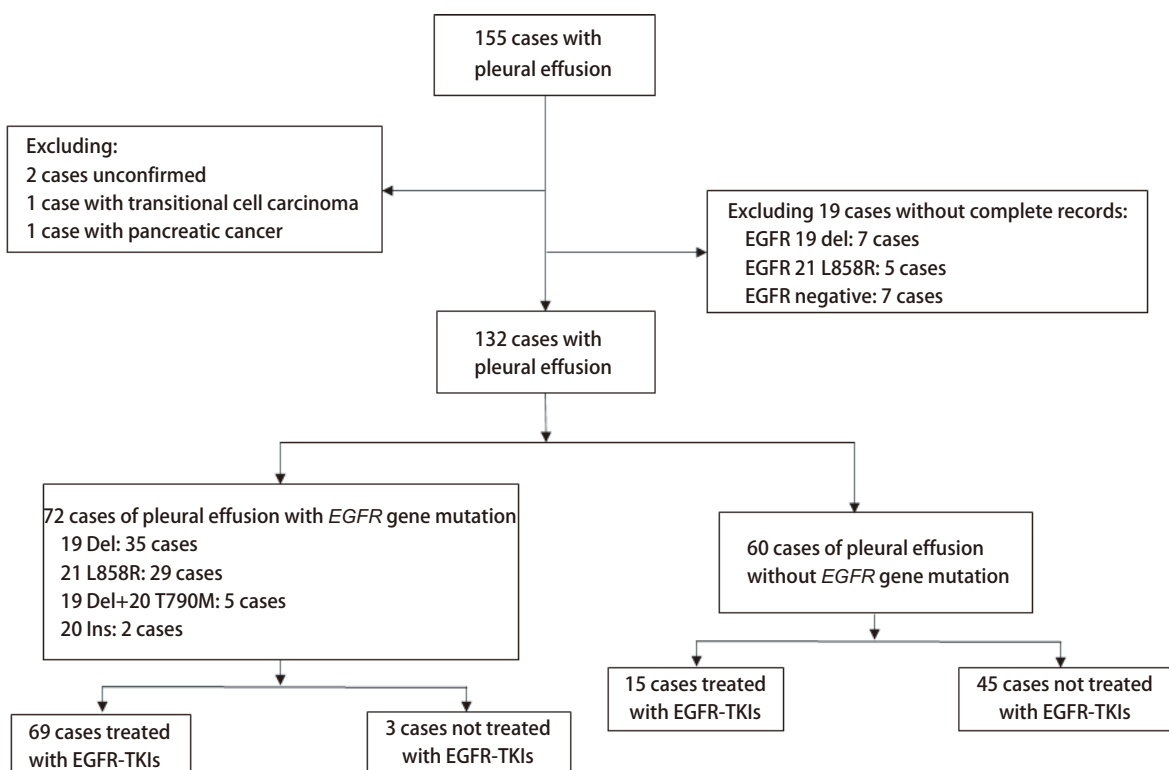 155 cases with
pleural effusion
Excluding:
2 cases unconfirmed
1 case with transitional cell carcinoma
1 case with pancreatic cancer
Excluding 19 cases without complete records:
EGFR 19 del: 7 cases
EGFR 21 L858R: 5 cases
EGFR negative: 7 cases
132 cases with
pleural effusion
72 cases of pleural effusion with EGFR gene mutation
19 Del: 35 cases
21 L858R: 29 cases
19 Del+20 T790M: 5 cases
20 Ins: 2 cases
60 cases of pleural effusion
without EGFR gene mutation
69 cases treated
with EGFR-TKIs
3 cases not treated
with EGFR-TKIs
15 cases treated
with EGFR-TKIs
45 cases not treated
with EGFR-TKIs